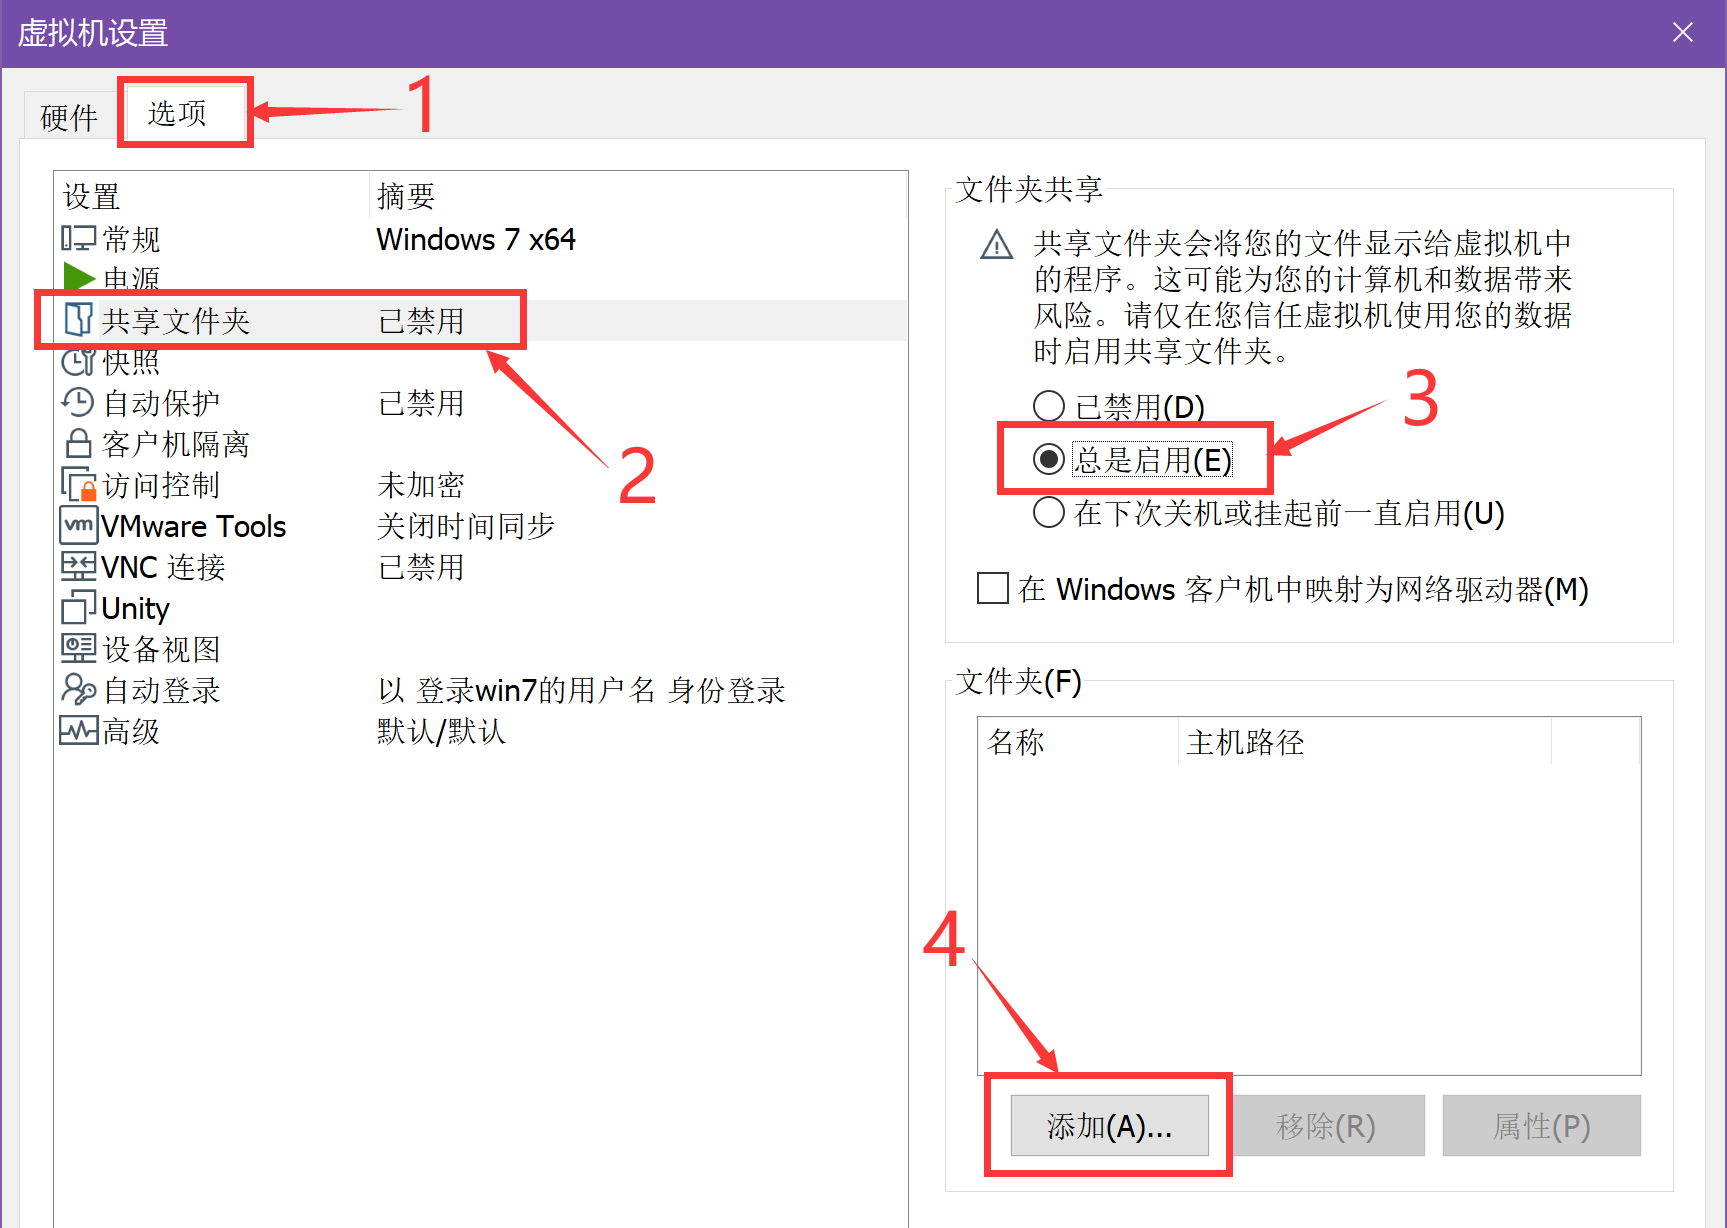 虚拟机设置
硬件 选项 1
设置 摘要
常规 Windows 7 x64
电源
共享文件夹 已禁用
快照
自动保护 已禁用
客户机隔离
访问控制 未加密
vm VMware Tools 关闭时间同步
VNC 连接 已禁用
Unity
设备视图
自动登录 以 登录win7的用户名 身份登录
高级 默认/默认
2
文件夹共享
共享文件夹会将您的文件显示给虚拟机中
的程序。这可能为您的计算机和数据带来
风险。请仅在您信任虚拟机使用您的数据
时启用共享文件夹。
已禁用(D)
总是启用(E)
3
在下次关机或挂起前一直启用(U)
在 Windows 客户机中映射为网络驱动器(M)
文件夹(F)
名称 主机路径
4
添加(A)... 移除(R) 属性(P)